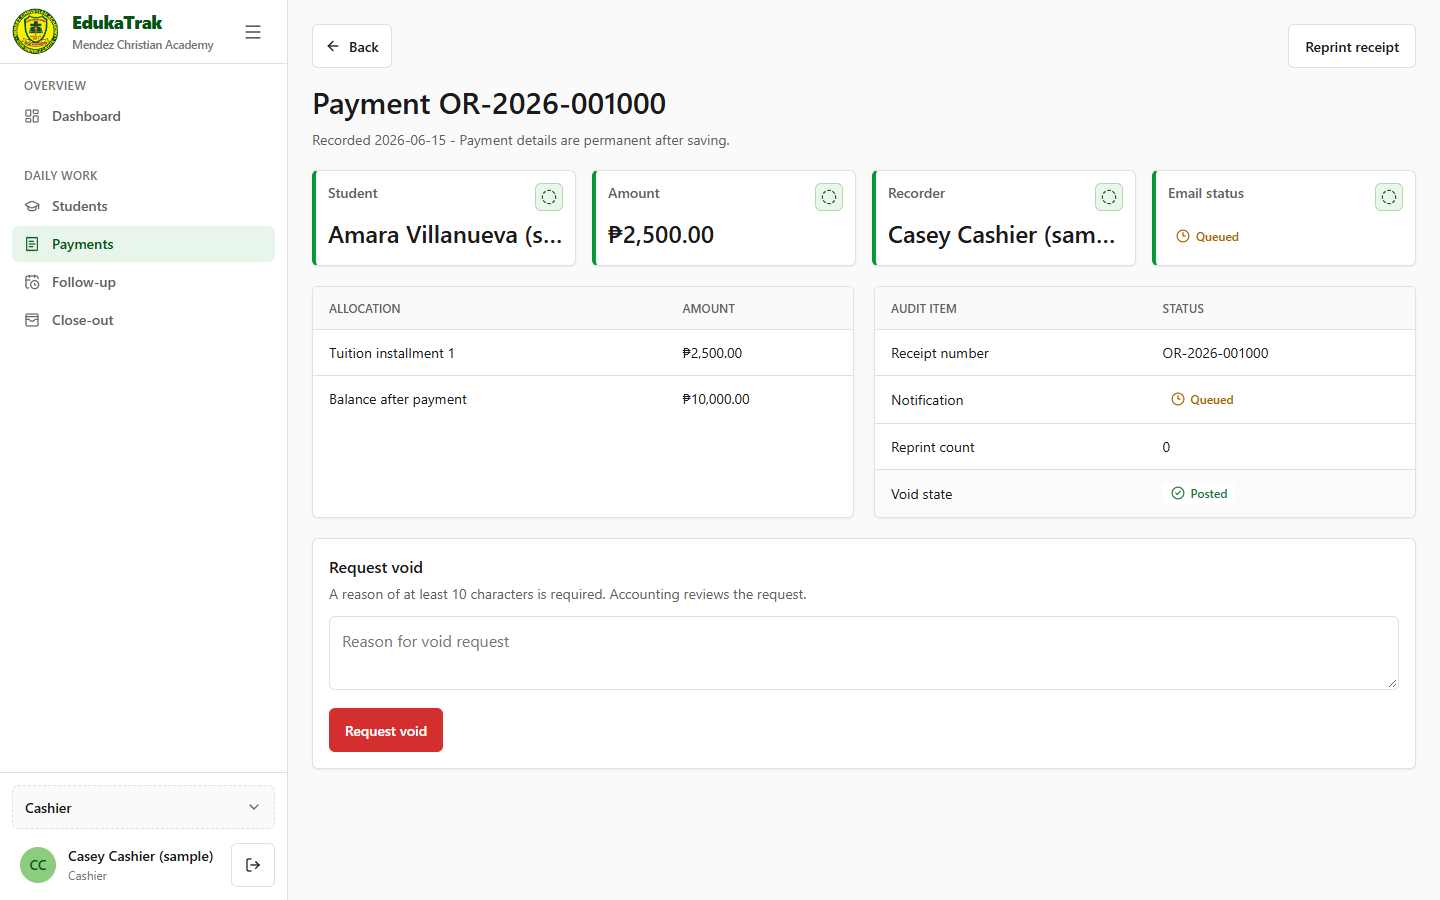 EdukaTrak
Mendez Christian Academy
OVERVIEW
Dashboard
DAILY WORK
Students
Payments
Follow-up
Close-out
Cashier
CC
Casey Cashier (sample)
Cashier
Back
Reprint receipt
Payment OR-2026-001000
Recorded 2026-06-15 - Payment details are permanent after saving.
Student
Amara Villanueva (s...
Amount
₱2,500.00
Recorder
Casey Cashier (sam...
Email status
Queued
ALLOCATION AMOUNT
Tuition installment 1 ₱2,500.00
Balance after payment ₱10,000.00
AUDIT ITEM STATUS
Receipt number OR-2026-001000
Notification Queued
Reprint count 0
Void state Posted
Request void
A reason of at least 10 characters is required. Accounting reviews the request.
Reason for void request
Request void